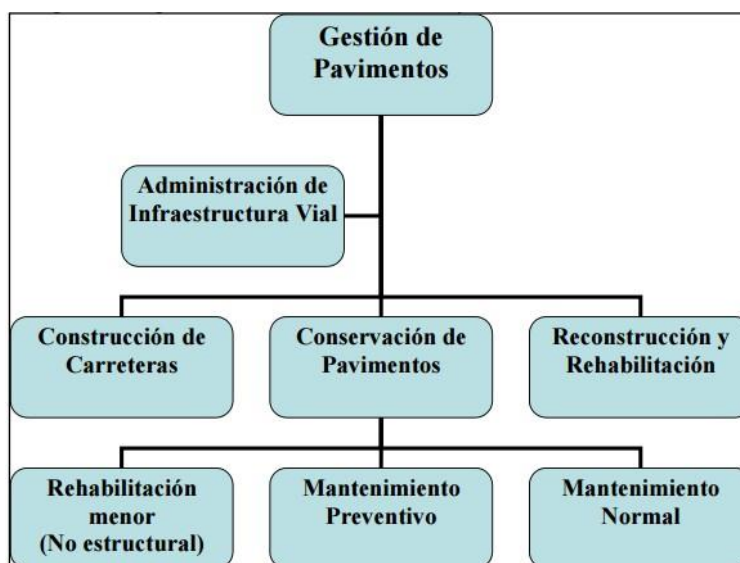 Gestión de
Pavimentos
Administración de
Infraestructura Vial
Construcción de
Carreteras
Conservación de
Pavimentos
Reconstrucción y
Rehabilitación
Rehabilitación
menor
(No estructural)
Mantenimiento
Preventivo
Mantenimiento
Normal